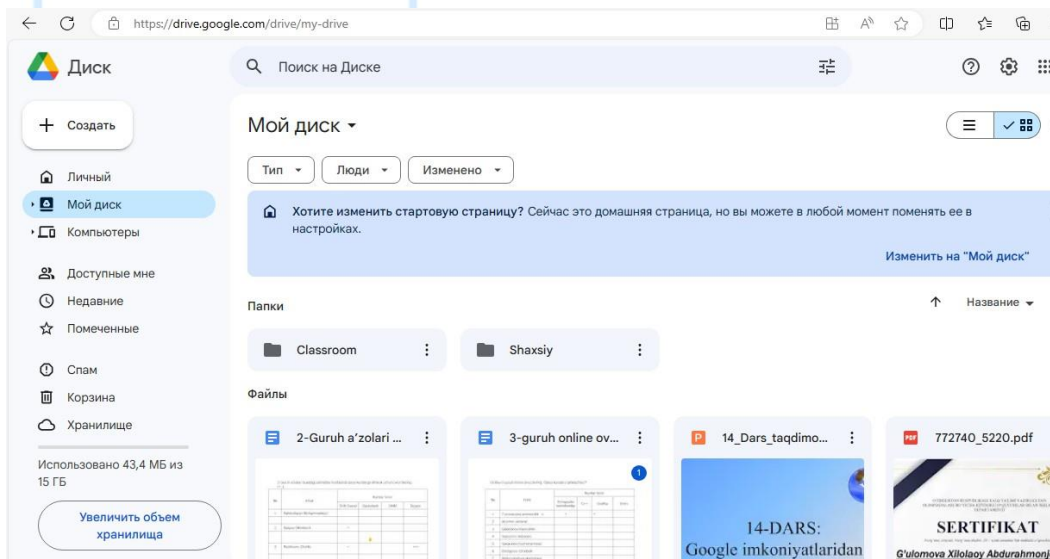 https://drive.google.com/drive/my-drive
Диск
Поиск на Диске
Создать
Мой диск
Тип
Люди
Изменено
Личный
Мой диск
Компьютеры
Хотите изменить стартовую страницу? Сейчас это домашняя страница, но вы можете в любой момент поменять ее в
настройках.
Изменить на "Мой диск"
Доступные мне
Недавние
Помеченные
Папки
Название
Classroom
Shaxsiy
Спам
Корзина
Хранилище
Файлы
2-Guruh a’zolari ...
3-guruh online ov...
14_Dars_taqdimo...
772740_5220.pdf
Использовано 43,4 МБ из
15 ГБ
Увеличить объем
хранилища
1
14-DARS:
Google imkoniyatlaridan
SERTIFIKAT
G'ulomova Xilolaoy Abdurahmonq